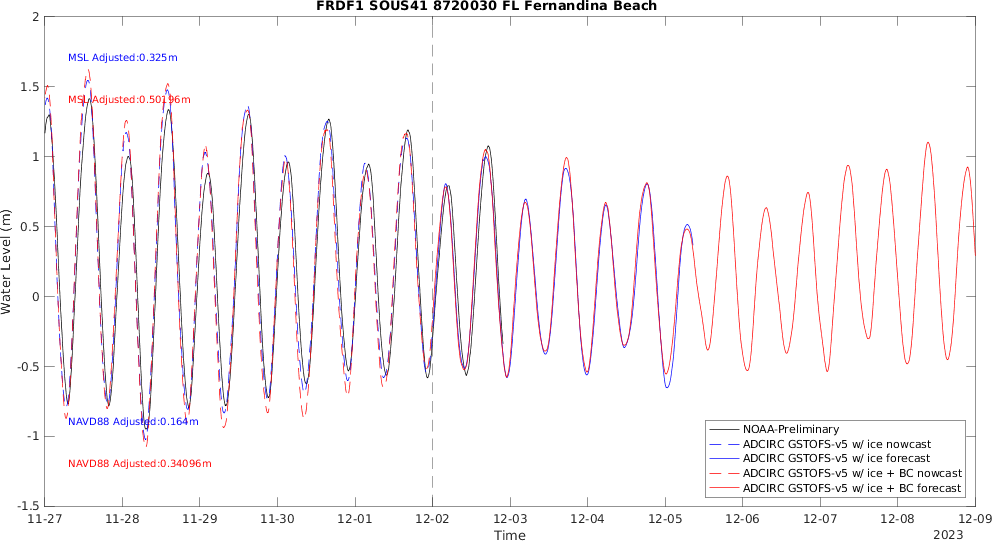 FRDF1 SOUS41 8720030 FL Fernandina Beach
2
1.5
1
0.5
0
-0.5
-1
-1.5
Water Level (m)
MSL Adjusted:0.325m
MSL Adjusted:0.50196m
NAVD88 Adjusted:0.164m
NAVD88 Adjusted:0.34096m
NOAA-Preliminary
ADCIRC GSTOFS-v5 w/ ice nowcast
ADCIRC GSTOFS-v5 w/ ice forecast
ADCIRC GSTOFS-v5 w/ ice + BC nowcast
ADCIRC GSTOFS-v5 w/ ice + BC forecast
11-27 11-28 11-29 11-30 12-01 12-02 12-03 12-04 12-05 12-06 12-07 12-08 12-09
Time
2023